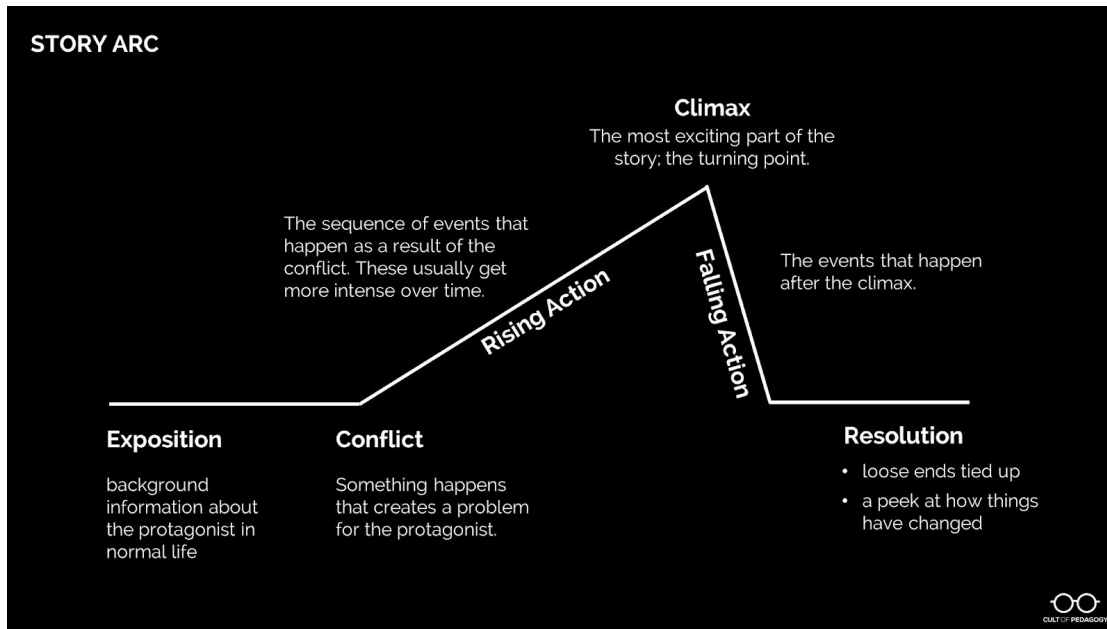 STORY ARC
Climax
The most exciting part of the
story; the turning point.
The sequence of events that
happen as a result of the
conflict. These usually get
more intense over time.
Rising Action
Falling Action
The events that happen
after the climax.
Exposition
background
information about
the protagonist in
normal life
Conflict
Something happens
that creates a problem
for the protagonist.
Resolution
• loose ends tied up
• a peek at how things
have changed
CULT OF PEDAGOGY